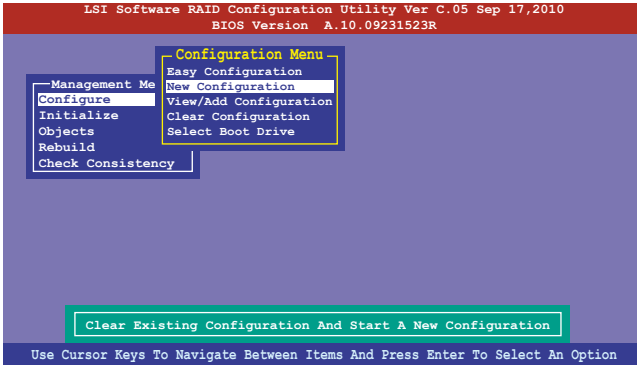 LSI Software RAID Configuration Utility Ver C.05 Sep 17,2010
BIOS Version A.10.09231523R
Configuration Menu
Easy Configuration
New Configuration
View/Add Configuration
Clear Configuration
Select Boot Drive
Management Me
Configure
Initialize
Objects
Rebuild
Check Consistency
Clear Existing Configuration And Start A New Configuration
Use Cursor Keys To Navigate Between Items And Press Enter To Select An Option